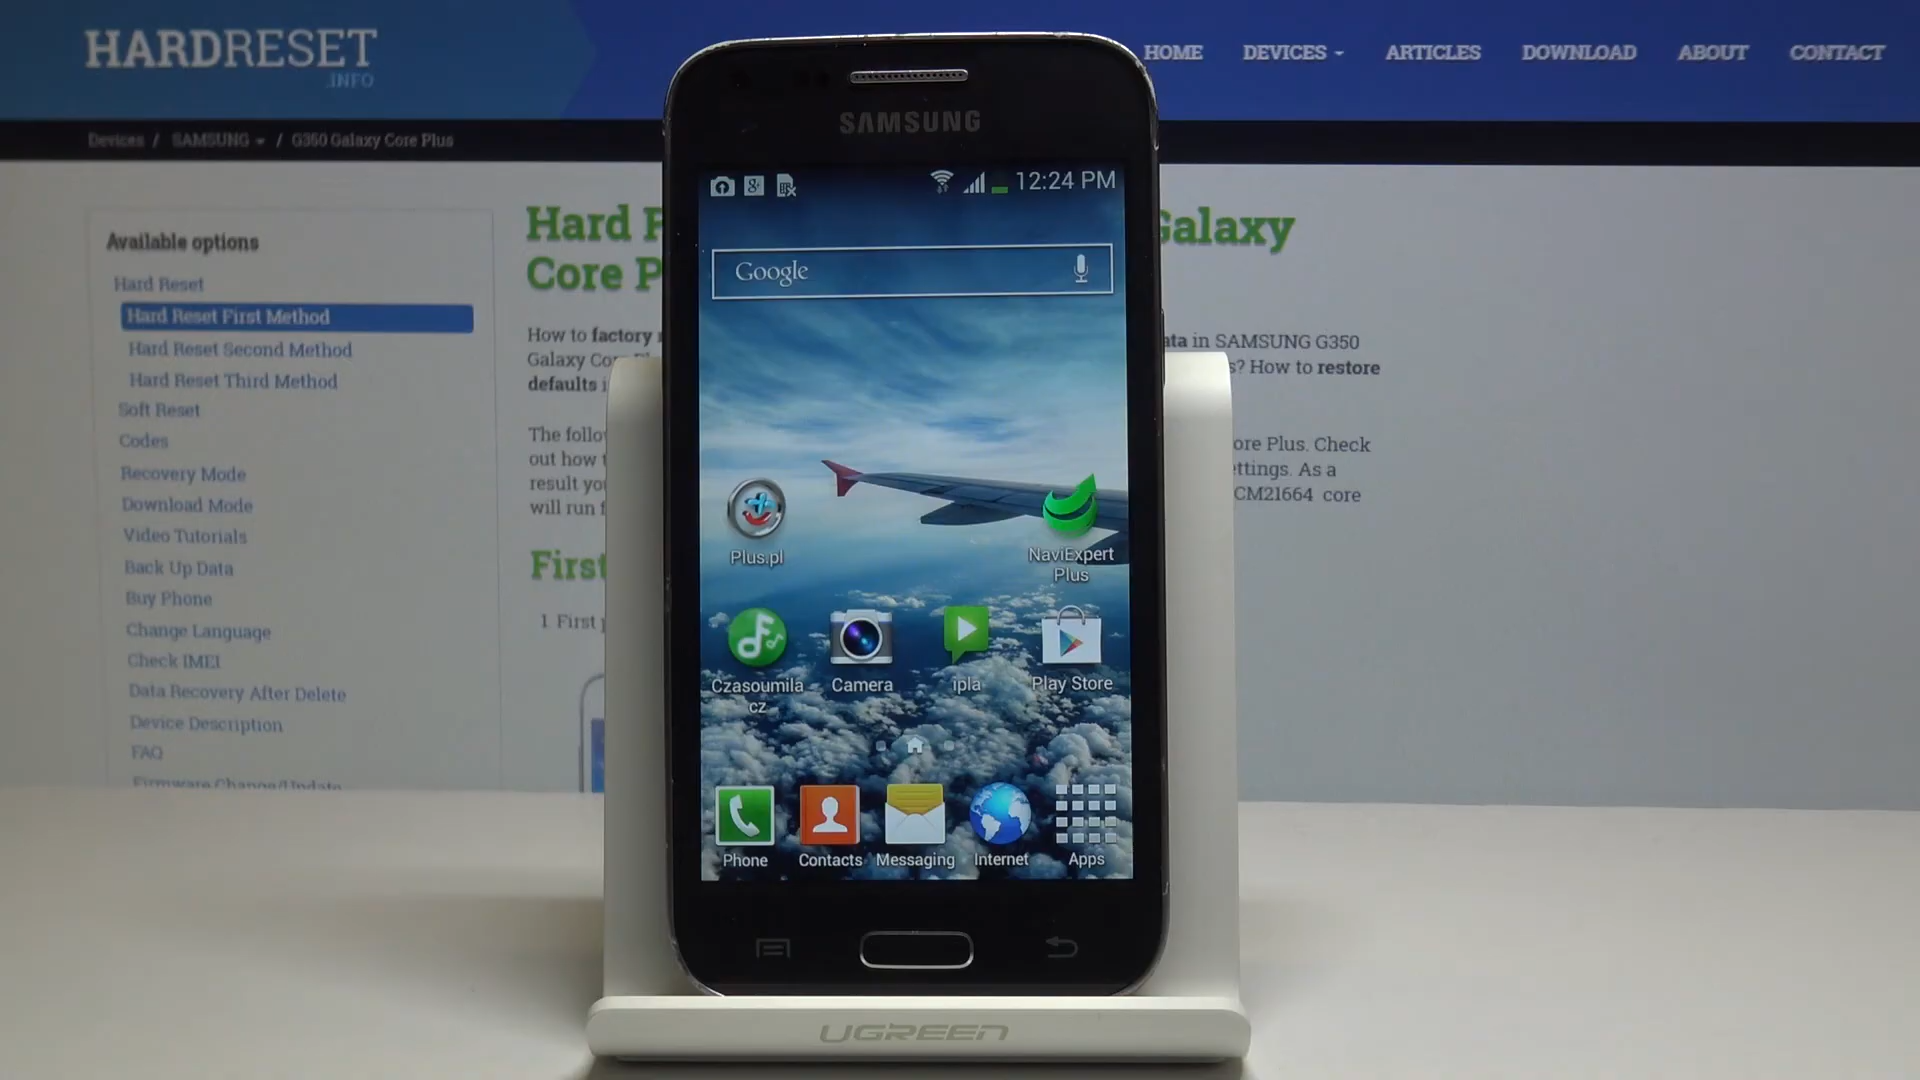 HARDRESET
.INFO
HOME DEVICES ARTICLES DOWNLOAD ABOUT CONTACT
Devices / SAMSUNG / G350 Galaxy Core Plus
Available options
Hard Reset
Hard Reset First Method
Hard Reset Second Method
Hard Reset Third Method
Soft Reset
Codes
Recovery Mode
Download Mode
Video Tutorials
Back Up Data
Buy Phone
Change Language
Check IMEI
Data Recovery After Delete
Device Description
FAQ
Firmware Change/Update
Hard
Galaxy
Core P
How to factory
in SAMSUNG G350
Galaxy
s? How to restore
defaults
The follo
ore Plus. Check
out how t
ettings. As a
result yo
CM21664 core
will run f
First
1 First
SAMSUNG
12:24 PM
Google
Plus.pl
NaviExpert
Plus
Czasoumila
cz
Camera
ipla
Play Store
Phone
Contacts
Messaging
Internet
Apps
UGREEN